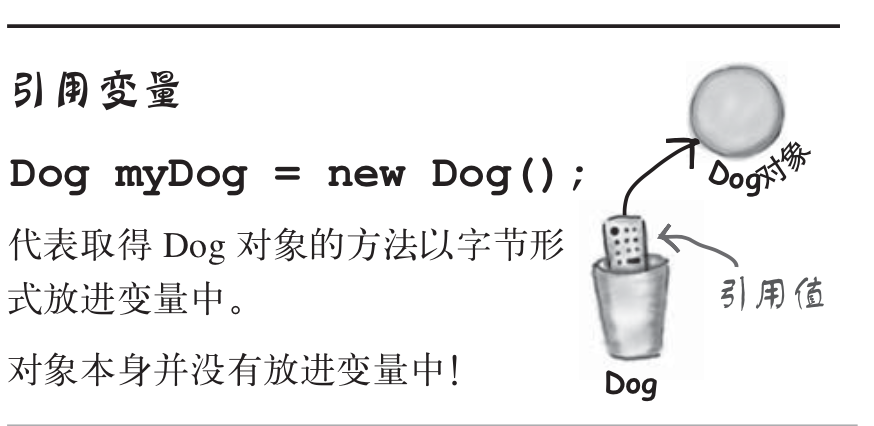 引用变量
Dog myDog = new Dog();
代表取得 Dog 对象的方法以字节形
式放进变量中。
对象本身并没有放进变量中！
Dog对象
引用值
Dog